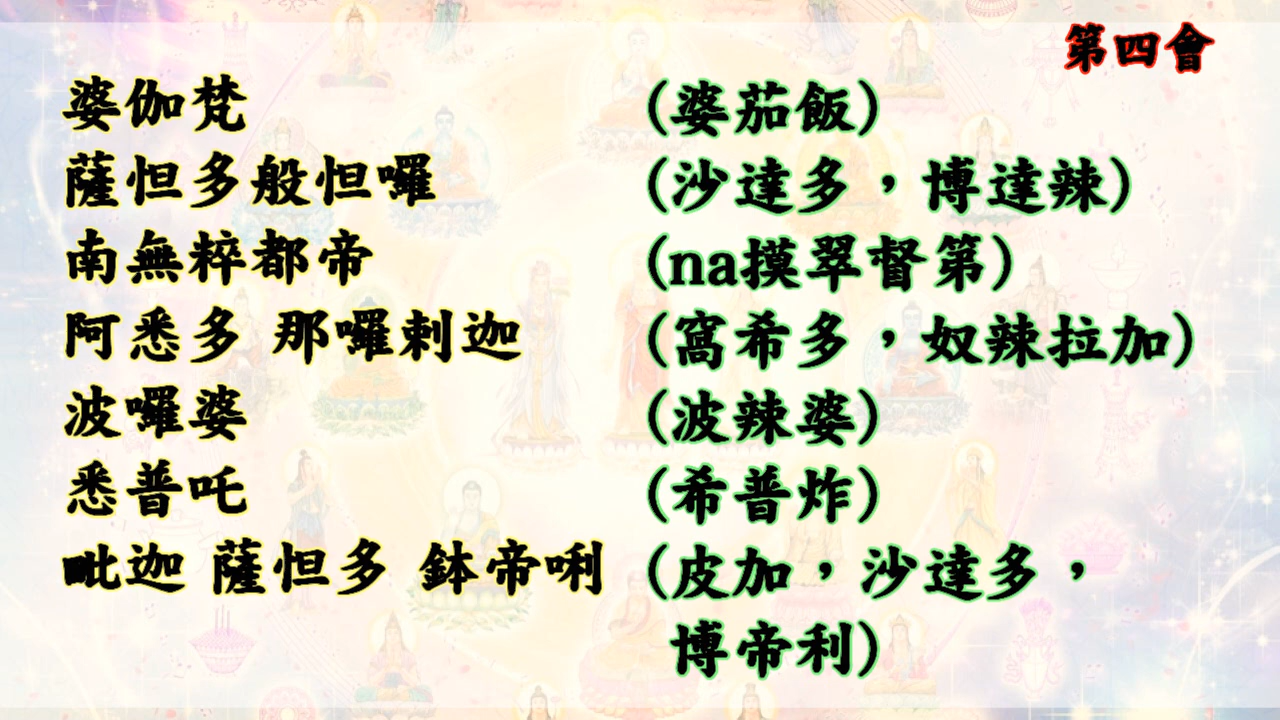 第四會
婆伽梵 (婆茄飯)
薩怛多般怛囉 (沙達多，博達辣)
南無粹都帝 (na摸翠督第)
阿悉多 那囉剌迦 (窩希多，奴辣拉加)
波囉婆 (波辣婆)
悉普吒 (希普炸)
毗迦 薩怛多 鉢帝唎 (皮加，沙達多，
博帝利)